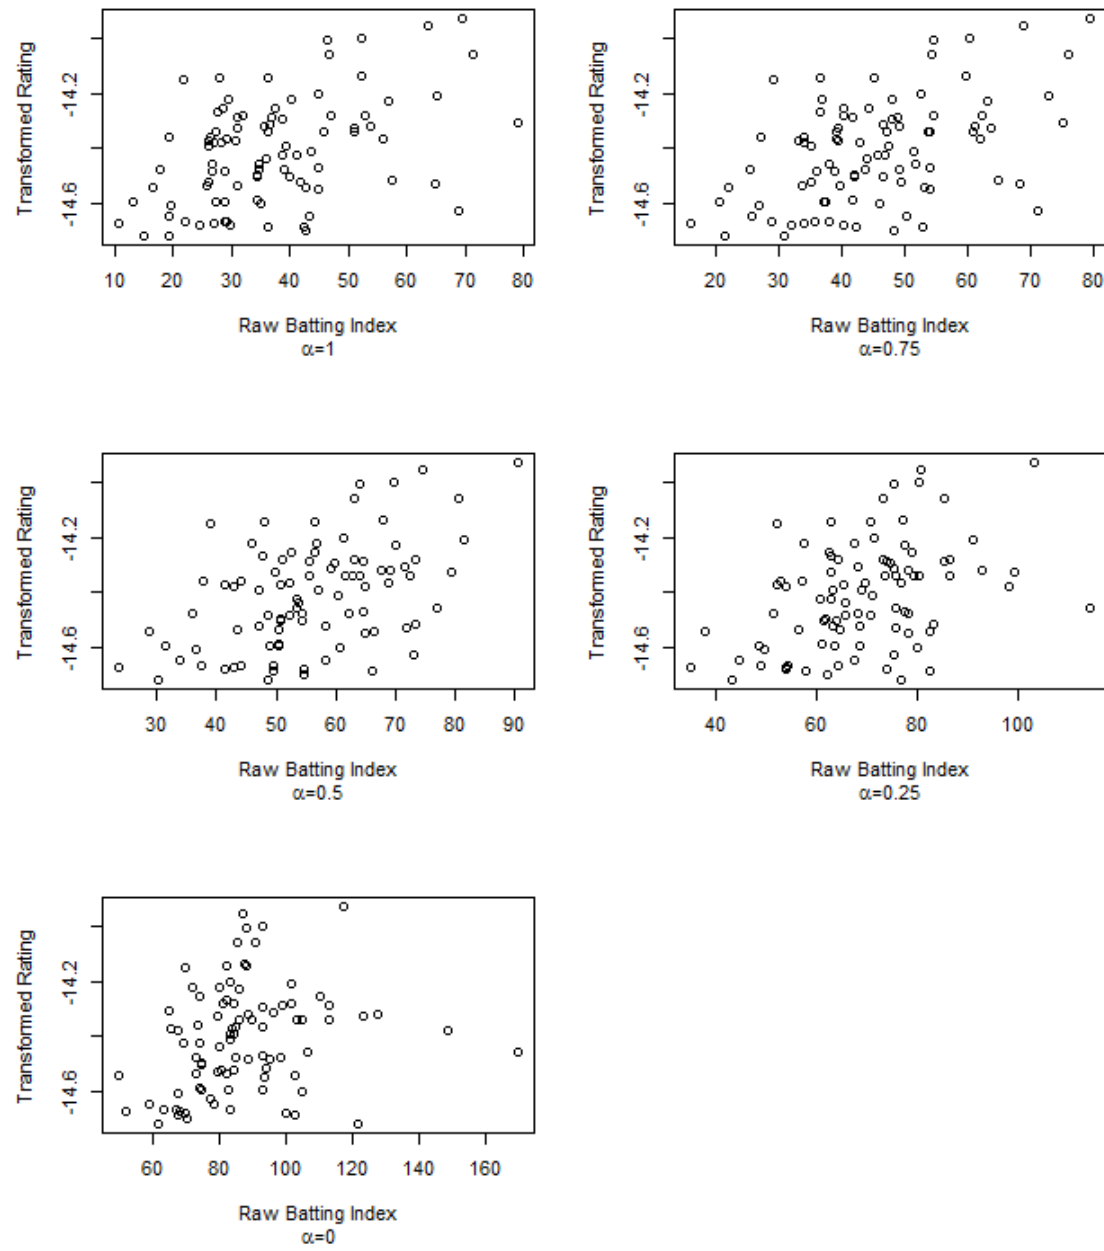 Transformed Rating
-14.2
-14.6
10 20 30 40 50 60 70 80
Raw Batting Index
α=1
Transformed Rating
-14.2
-14.6
20 30 40 50 60 70 80
Raw Batting Index
α=0.75
Transformed Rating
-14.2
-14.6
30 40 50 60 70 80 90
Raw Batting Index
α=0.5
Transformed Rating
-14.2
-14.6
40 60 80 100
Raw Batting Index
α=0.25
Transformed Rating
-14.2
-14.6
60 80 100 120 140 160
Raw Batting Index
α=0